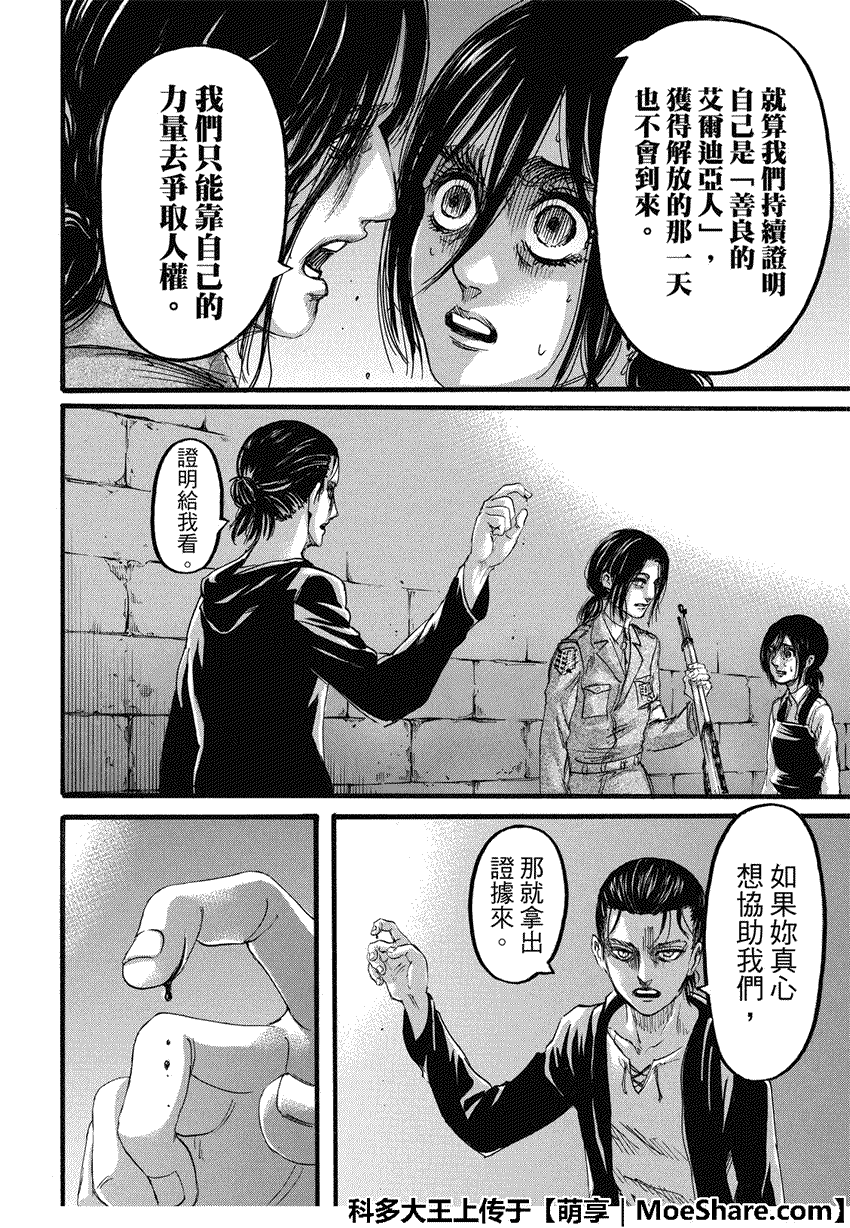 就算我們持續證明
自己是「善良的
艾爾迪亞人」，
獲得解放的那一天
也不會到來。
我們只能靠自己的
力量去爭取人權。
證明給我看。
如果妳真心
想協助我們，
那就拿出
證據來。
科多大王上传于【萌享｜MoeShare.com】